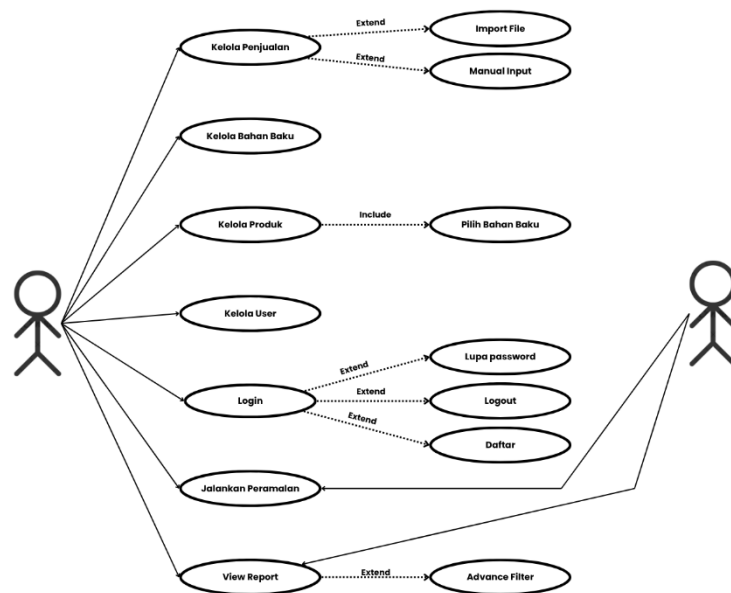 Extend
Import File
Kelola Penjualan
Extend
Manual Input
Kelola Bahan Baku
Kelola Produk
Include
Pilih Bahan Baku
Kelola User
Extend
Lupa password
Login
Extend
Logout
Extend
Daftar
Jalankan Peramalan
View Report
Extend
Advance Filter